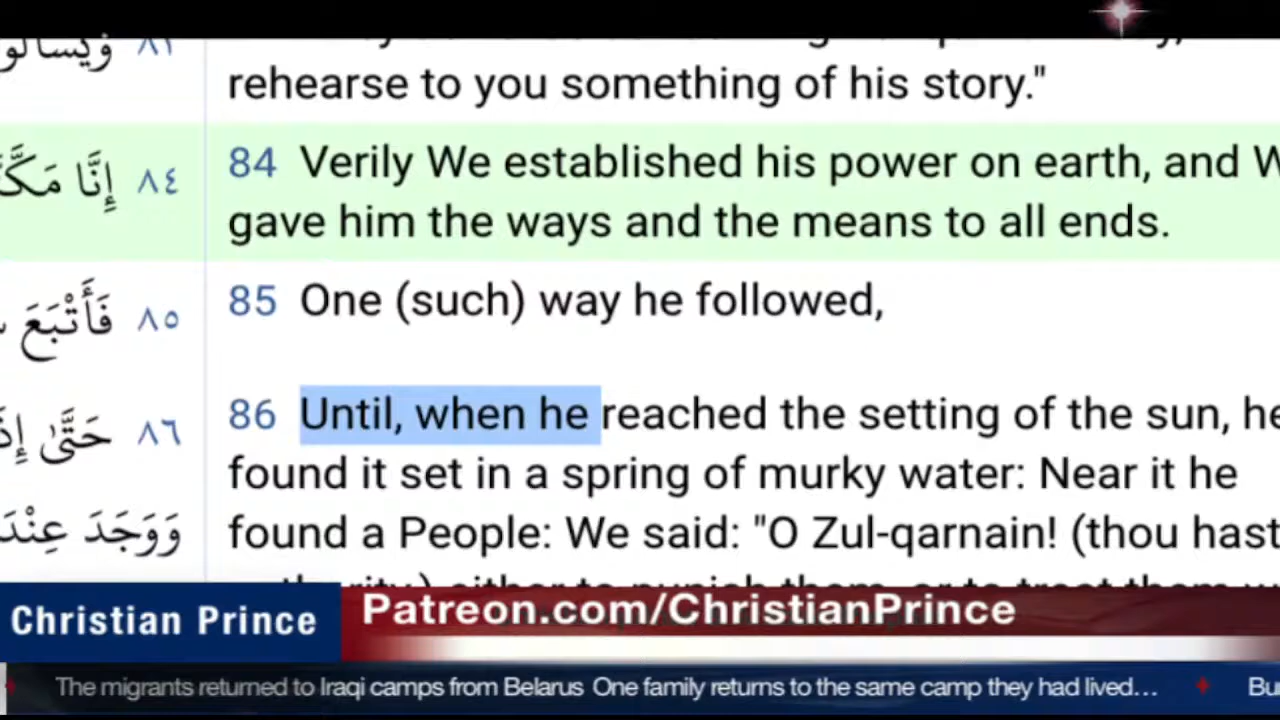 rehearse to you something of his story."
٨٤ إِنَّا
84 Verily We established his power on earth, and
gave him the ways and the means to all ends.
٨٥ فَأَتْبَعَ
85 One (such) way he followed,
٨٦ حَتَّىٰ
86 Until, when he reached the setting of the sun, he
found it set in a spring of murky water: Near it he
وَوَجَدَ
found a People: We said: "O Zul-qarnain! (thou hast
Christian Prince
Patreon.com/ChristianPrince
The migrants returned to Iraqi camps from Belarus One family returns to the same camp they had lived... Bu